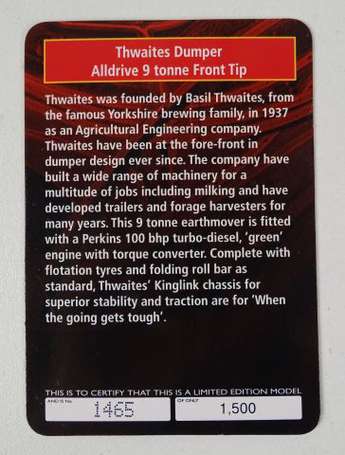 Thwaites Dumper
Alldrive 9 tonne Front Tip
Thwaites was founded by Basil Thwaites, from
the famous Yorkshire brewing family, in 1937
as an Agricultural Engineering company.
Thwaites have been at the fore-front in
dumper design ever since. The company have
built a wide range of machinery for a
multitude of jobs including milking and have
developed trailers and forage harvesters for
many years. This 9 tonne earthmover is fitted
with a Perkins 100 bhp turbo-diesel, ‘green’
engine with torque converter. Complete with
flotation tyres and folding roll bar as
standard, Thwaites’ Kinglink chassis for
superior stability and traction are for ‘When
the going gets tough’.
THIS IS TO CERTIFY THAT THIS IS A LIMITED EDITION MODEL
AND IS No. 1465 OF ONLY 1,500